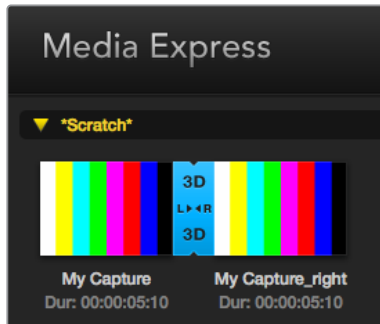 Media Express
*Scratch*
3D
L R
3D
My Capture My Capture_right
Dur: 00:00:05:10 Dur: 00:00:05:10